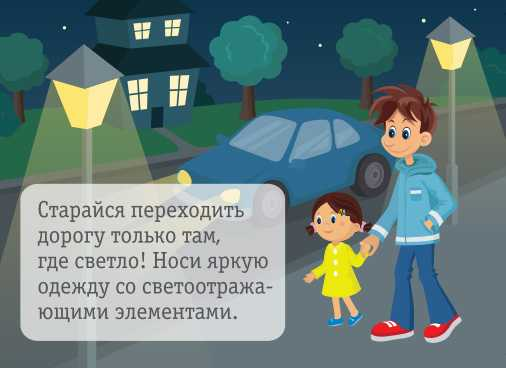 Старайся переходить
дорогу только там,
где светло! Носи яркую
одежду со светоотража-
ющими элементами.